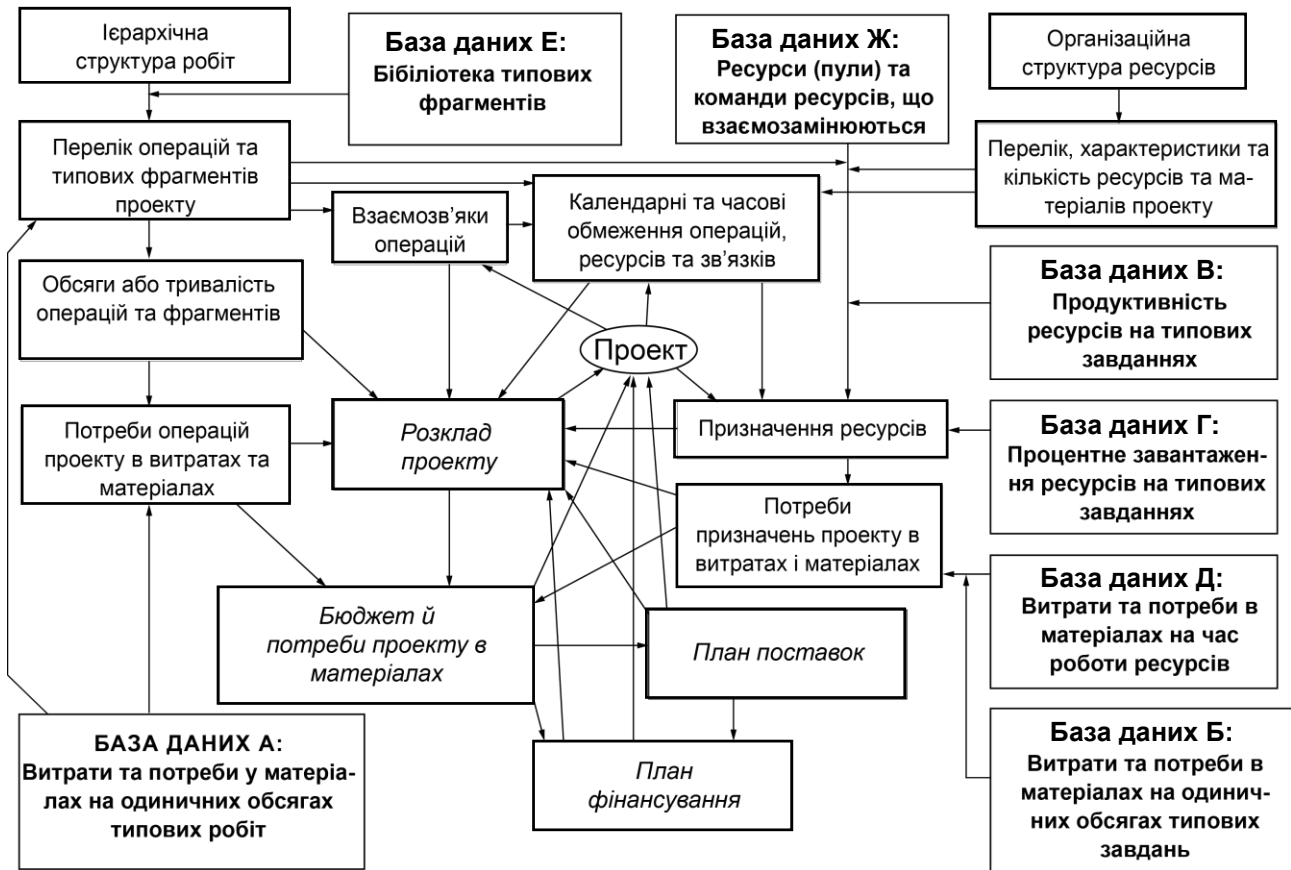 Ієрархічна
структура робіт
База даних Е:
Бібіліотека типових
фрагментів
База даних Ж:
Ресурси (пули) та
команди ресурсів, що
взаємозамінюються
Організаційна
структура ресурсів
Перелік операцій та
типових фрагментів
проекту
Взаємозв’яки
операцій
Календарні та часові
обмеження операцій,
ресурсів та зв’язків
Перелік, характеристики та
кількість ресурсів та ма-
теріалів проекту
Обсяги або тривалість
операцій та фрагментів
База даних В:
Продуктивність
ресурсів на типових
завданнях
Проект
Потреби операцій
проекту в витратах та
матеріалах
Розклад
проекту
Призначення ресурсів
База даних Г:
Процентне завантажен-
ня ресурсів на типових
завданнях
Потреби
призначень проекту в
витратах і матеріалах
База даних Д:
Витрати та потреби в
матеріалах на час
роботи ресурсів
Бюджет й
потреби проекту в
матеріалах
План поставок
БАЗА ДАНИХ А:
Витрати та потреби у матеріа-
лах на одиничних обсягах
типових робіт
План
фінансування
База даних Б:
Витрати та потреби в
матеріалах на одинич-
них обсягах типових
завдань